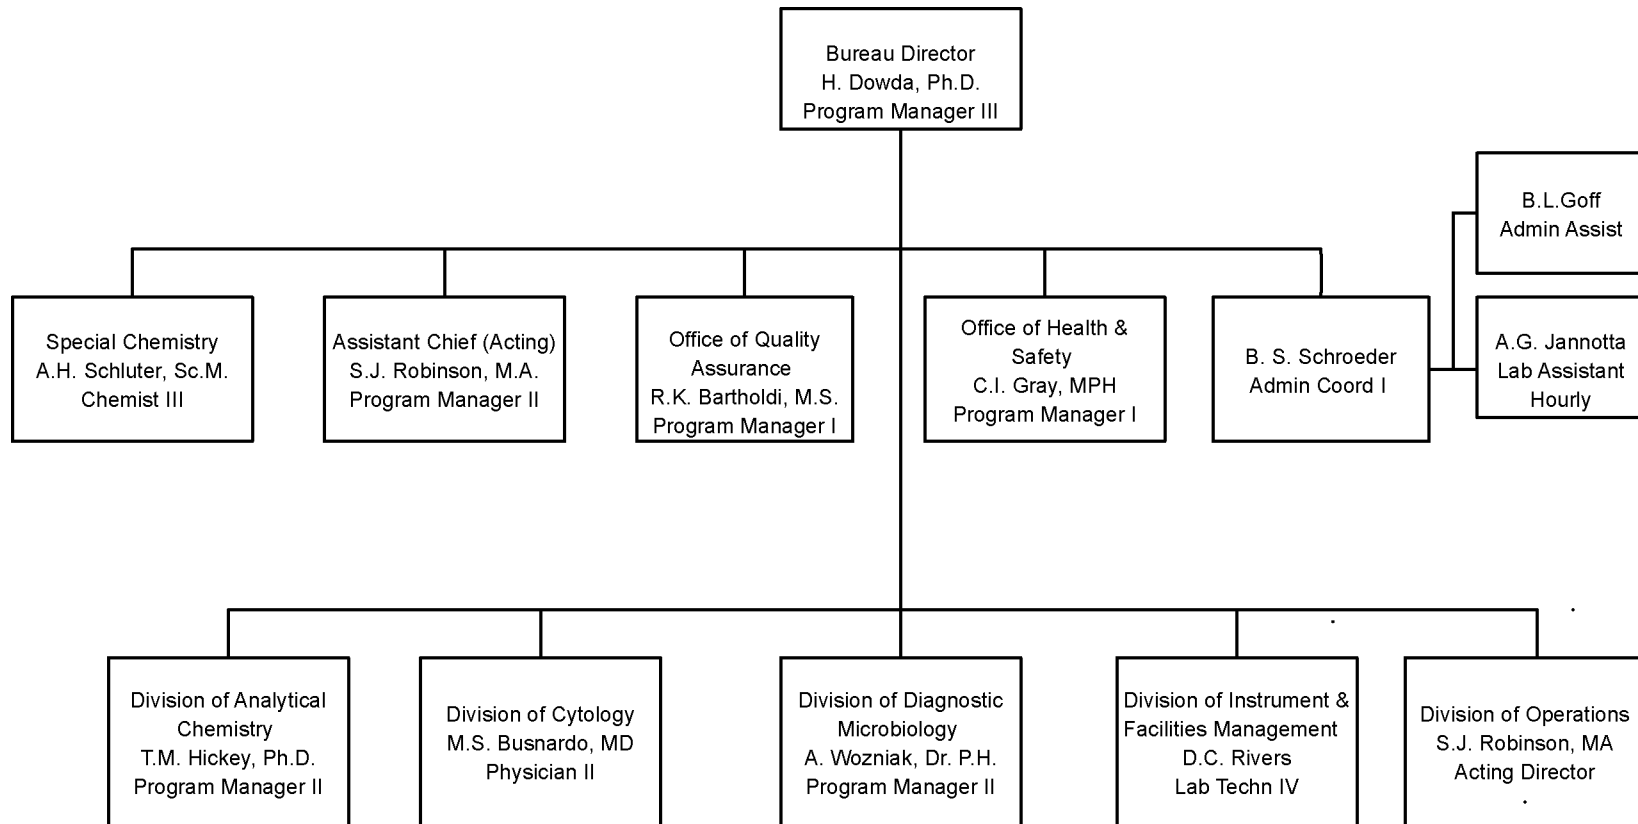 Bureau Director
H. Dowda, Ph.D.
Program Manager III
B.L.Goff
Admin Assist
Special Chemistry
A.H. Schluter, Sc.M.
Chemist III
Assistant Chief (Acting)
S.J. Robinson, M.A.
Program Manager II
Office of Quality
Assurance
R.K. Bartholdi, M.S.
Program Manager I
Office of Health &
Safety
C.I. Gray, MPH
Program Manager I
B. S. Schroeder
Admin Coord I
A.G. Jannotta
Lab Assistant
Hourly
Division of Analytical
Chemistry
T.M. Hickey, Ph.D.
Program Manager II
Division of Cytology
M.S. Busnardo, MD
Physician II
Division of Diagnostic
Microbiology
A. Wozniak, Dr. P.H.
Program Manager II
Division of Instrument &
Facilities Management
D.C. Rivers
Lab Techn IV
Division of Operations
S.J. Robinson, MA
Acting Director